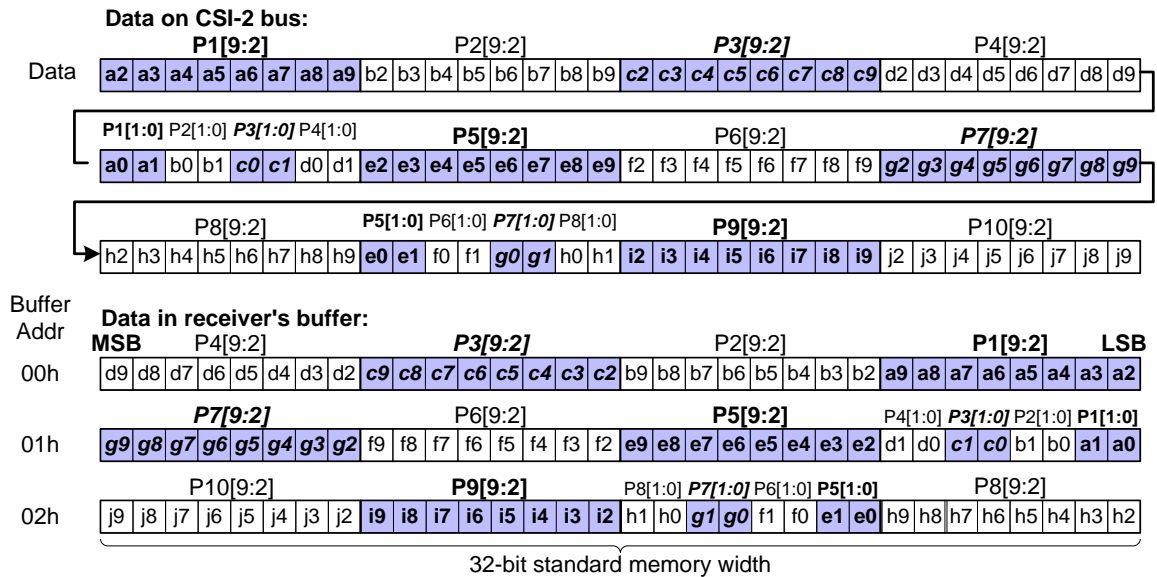 Data on CSI-2 bus:
P1[9:2] P2[9:2] P3[9:2] P4[9:2]
Data a2 a3 a4 a5 a6 a7 a8 a9 b2 b3 b4 b5 b6 b7 b8 b9 c2 c3 c4 c5 c6 c7 c8 c9 d2 d3 d4 d5 d6 d7 d8 d9
P1[1:0] P2[1:0] P3[1:0] P4[1:0] P5[9:2] P6[9:2] P7[9:2]
a0 a1 b0 b1 c0 c1 d0 d1 e2 e3 e4 e5 e6 e7 e8 e9 f2 f3 f4 f5 f6 f7 f8 f9 g2 g3 g4 g5 g6 g7 g8 g9
P8[9:2] P5[1:0] P6[1:0] P7[1:0] P8[1:0] P9[9:2] P10[9:2]
h2 h3 h4 h5 h6 h7 h8 h9 e0 e1 f0 f1 g0 g1 h0 h1 i2 i3 i4 i5 i6 i7 i8 i9 j2 j3 j4 j5 j6 j7 j8 j9
Buffer
Addr
Data in receiver's buffer:
MSB P4[9:2] P3[9:2] P2[9:2] P1[9:2] LSB
00h d9 d8 d7 d6 d5 d4 d3 d2 c9 c8 c7 c6 c5 c4 c3 c2 b9 b8 b7 b6 b5 b4 b3 b2 a9 a8 a7 a6 a5 a4 a3 a2
P7[9:2] P6[9:2] P5[9:2] P4[1:0] P3[1:0] P2[1:0] P1[1:0]
01h g9 g8 g7 g6 g5 g4 g3 g2 f9 f8 f7 f6 f5 f4 f3 f2 e9 e8 e7 e6 e5 e4 e3 e2 d1 d0 c1 c0 b1 b0 a1 a0
P10[9:2] P9[9:2] P8[1:0] P7[1:0] P6[1:0] P5[1:0] P8[9:2]
02h j9 j8 j7 j6 j5 j4 j3 j2 i9 i8 i7 i6 i5 i4 i3 i2 h1 h0 g1 g0 f1 f0 e1 e0 h9 h8 h7 h6 h5 h4 h3 h2
32-bit standard memory width